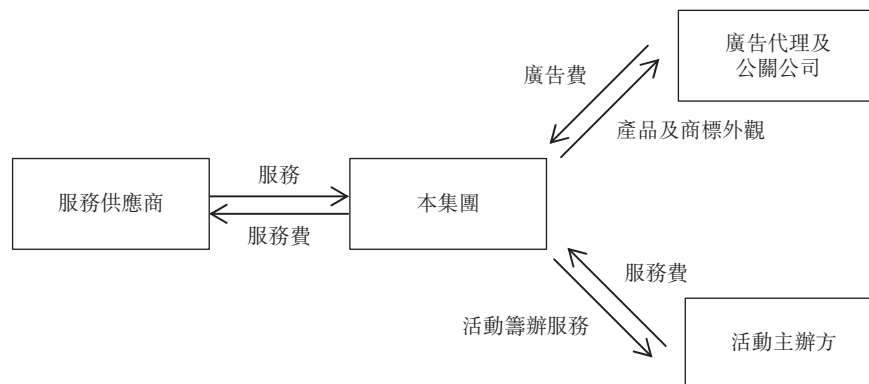 廣告代理及
公關公司
廣告費
產品及商標外觀
服務
服務供應商
本集團
服務費
服務費
活動籌辦服務
活動主辦方